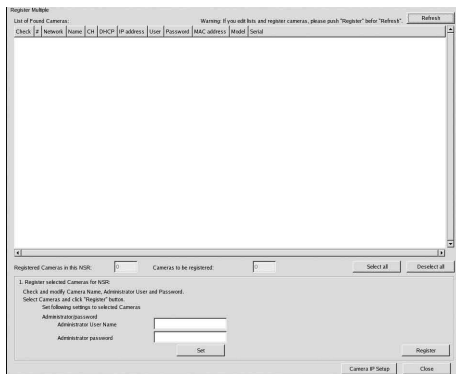 Register Multiple
List of Found Cameras: Warning: If you edit lists and register cameras, please push "Register" befor "Refresh". Refresh
Check # Network Name CH DHCP IP address User Password MAC address Model Serial
Registered Cameras in this NSR: 0 Cameras to be registered: 0 Select all Deselect all
1. Register selected Cameras for NSR:
Check and modify Camera Name, Administrator User and Password.
Select Cameras and click "Register" button.
Set following settings to selected Cameras
Administrator/password
Administrator User Name
Administrator password
Set Register
Camera IP Setup Close